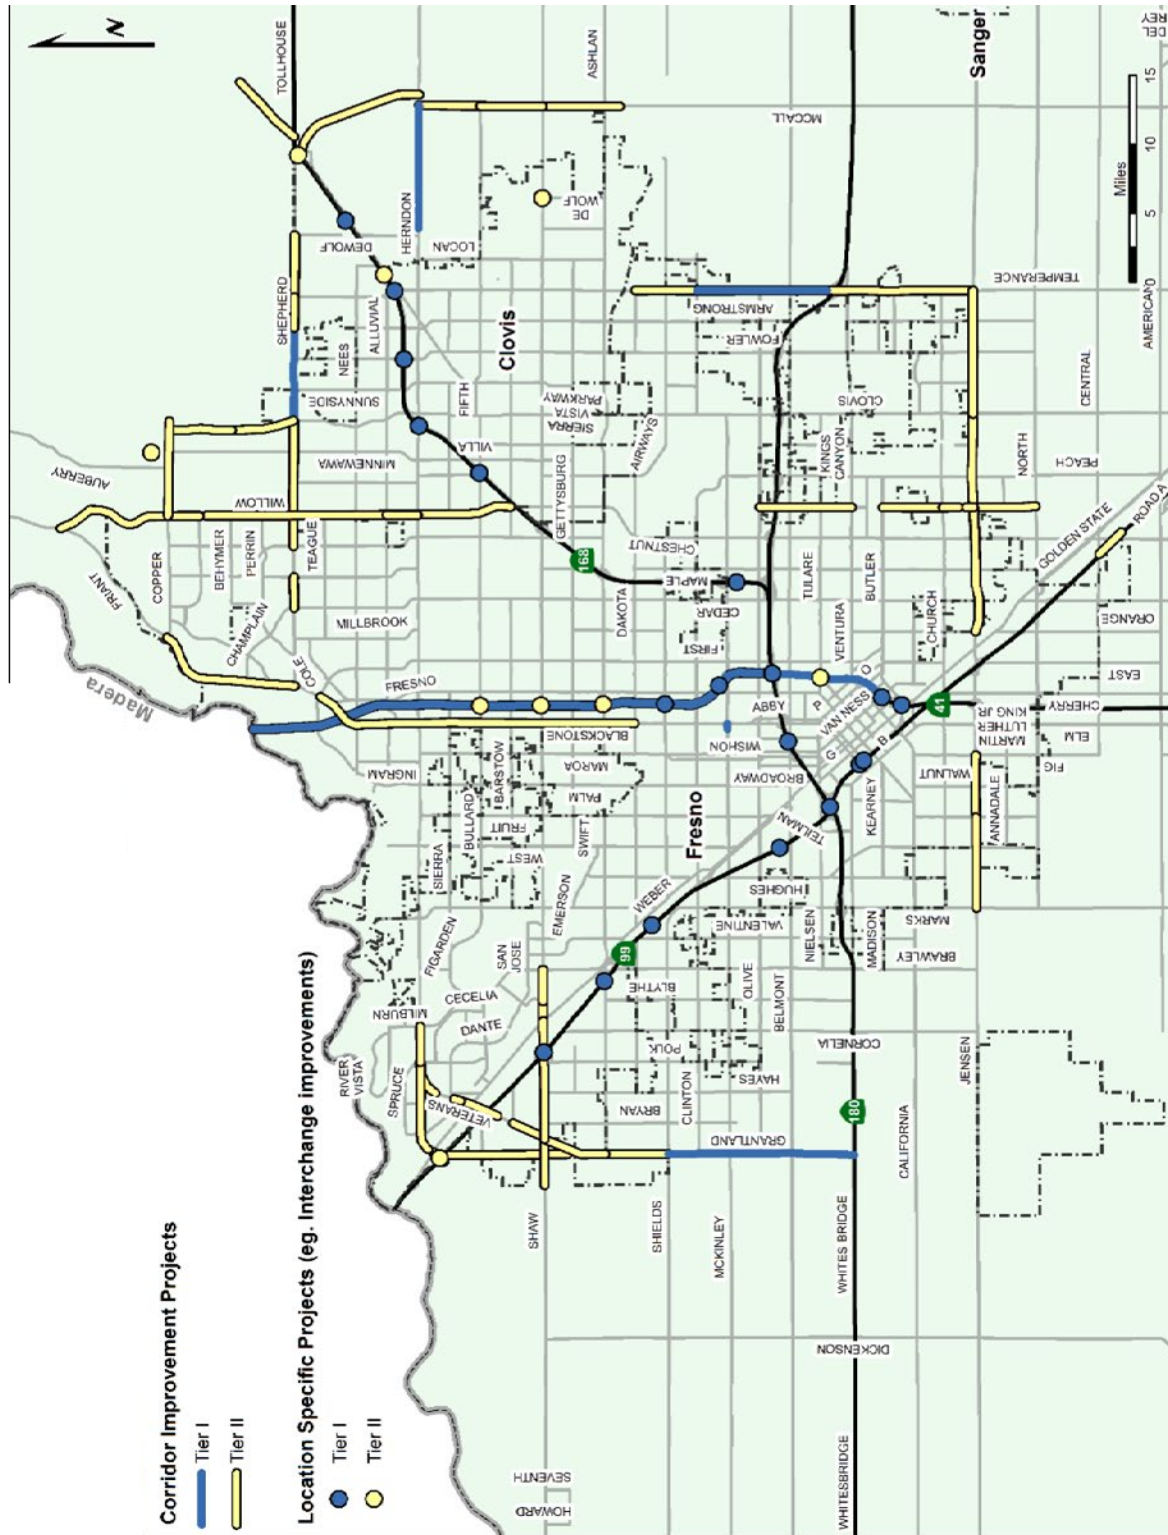 N
Corridor Improvement Projects
Tier I
Tier II
Location Specific Projects (eg. Interchange improvements)
Tier I
Tier II
Madera
FRIANT
AUBERRY
COPPER
BEHYMER
PERRIN
CHAMPLAIN
WILLOW
TEAGUE
SHEPHERD
TOLLHOUSE
COLE
MILLBROOK
MINNEWAWA
SUNNYSIDE
NEES
ALLUVIAL
DEWOLF
HERNDON
LOCAN
FRESNO
INGRAM
RIVER
VISTA
SPRUCE
MILBURN
FIGARDEN
SIERRA
BULLARD
BARSTOW
VETERANS
DANTE
CECELIA
SAN
JOSE
WEST
FRUIT
VILLA
FIFTH
Clovis
SHAW
EMERSON
SWIFT
PALM
MAROA
BLACKSTONE
GETTYSBURG
168
SIERRA
VISTA
PARKWAY
DE
WOLF
ASHLAN
99
BRYAN
POLK
BLYTHE
WEBER
DAKOTA
CHESTNUT
AIRWAYS
SHIELDS
CLINTON
Fresno
FIRST
MAPLE
CEDAR
MCKINLEY
GRANTLAND
HAYES
OLIVE
VALENTINE
BROADWAY
WISHON
ABBY
ARMSTRONG
FOWLER
MCCALL
BELMONT
HUGHES
TEILMAN
NIELSEN
P
G
VAN NESS
O
B
TULARE
VENTURA
KINGS
CANYON
CLOVIS
WHITESBRIDGE
DICKENSON
WHITES BRIDGE
180
CORNELIA
MADISON
KEARNEY
BUTLER
CALIFORNIA
BRAWLEY
MARKS
WALNUT
41
CHURCH
JENSEN
ANNADALE
MARTIN
LUTHER
KING JR
NORTH
TEMPERANCE
Sanger
FIG
ELM
CHERRY
GOLDEN STATE
PEACH
CENTRAL
EAST
ORANGE
ROAD A
AMERICAN
DEL
REY
SEVENTH
HOWARD
Miles
0
5
10
15